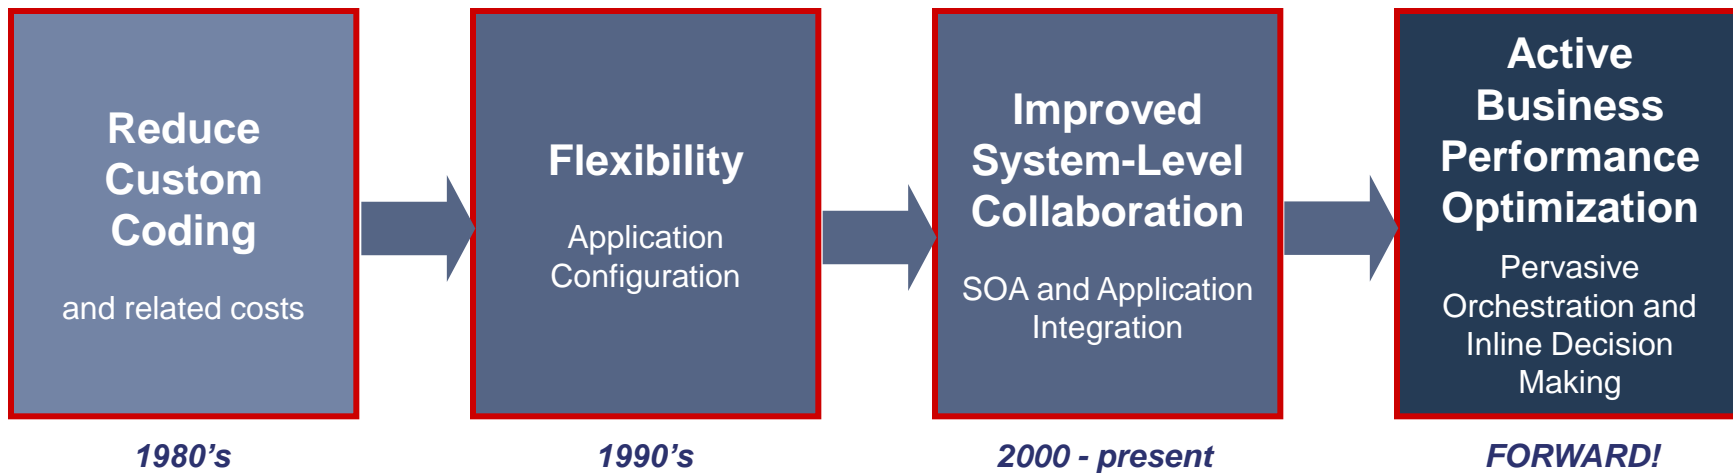 Reduce
Custom
Coding
and related costs
1980's
Flexibility
Application
Configuration
1990's
Improved
System-Level
Collaboration
SOA and Application
Integration
2000 - present
Active
Business
Performance
Optimization
Pervasive
Orchestration and
Inline Decision
Making
FORWARD!